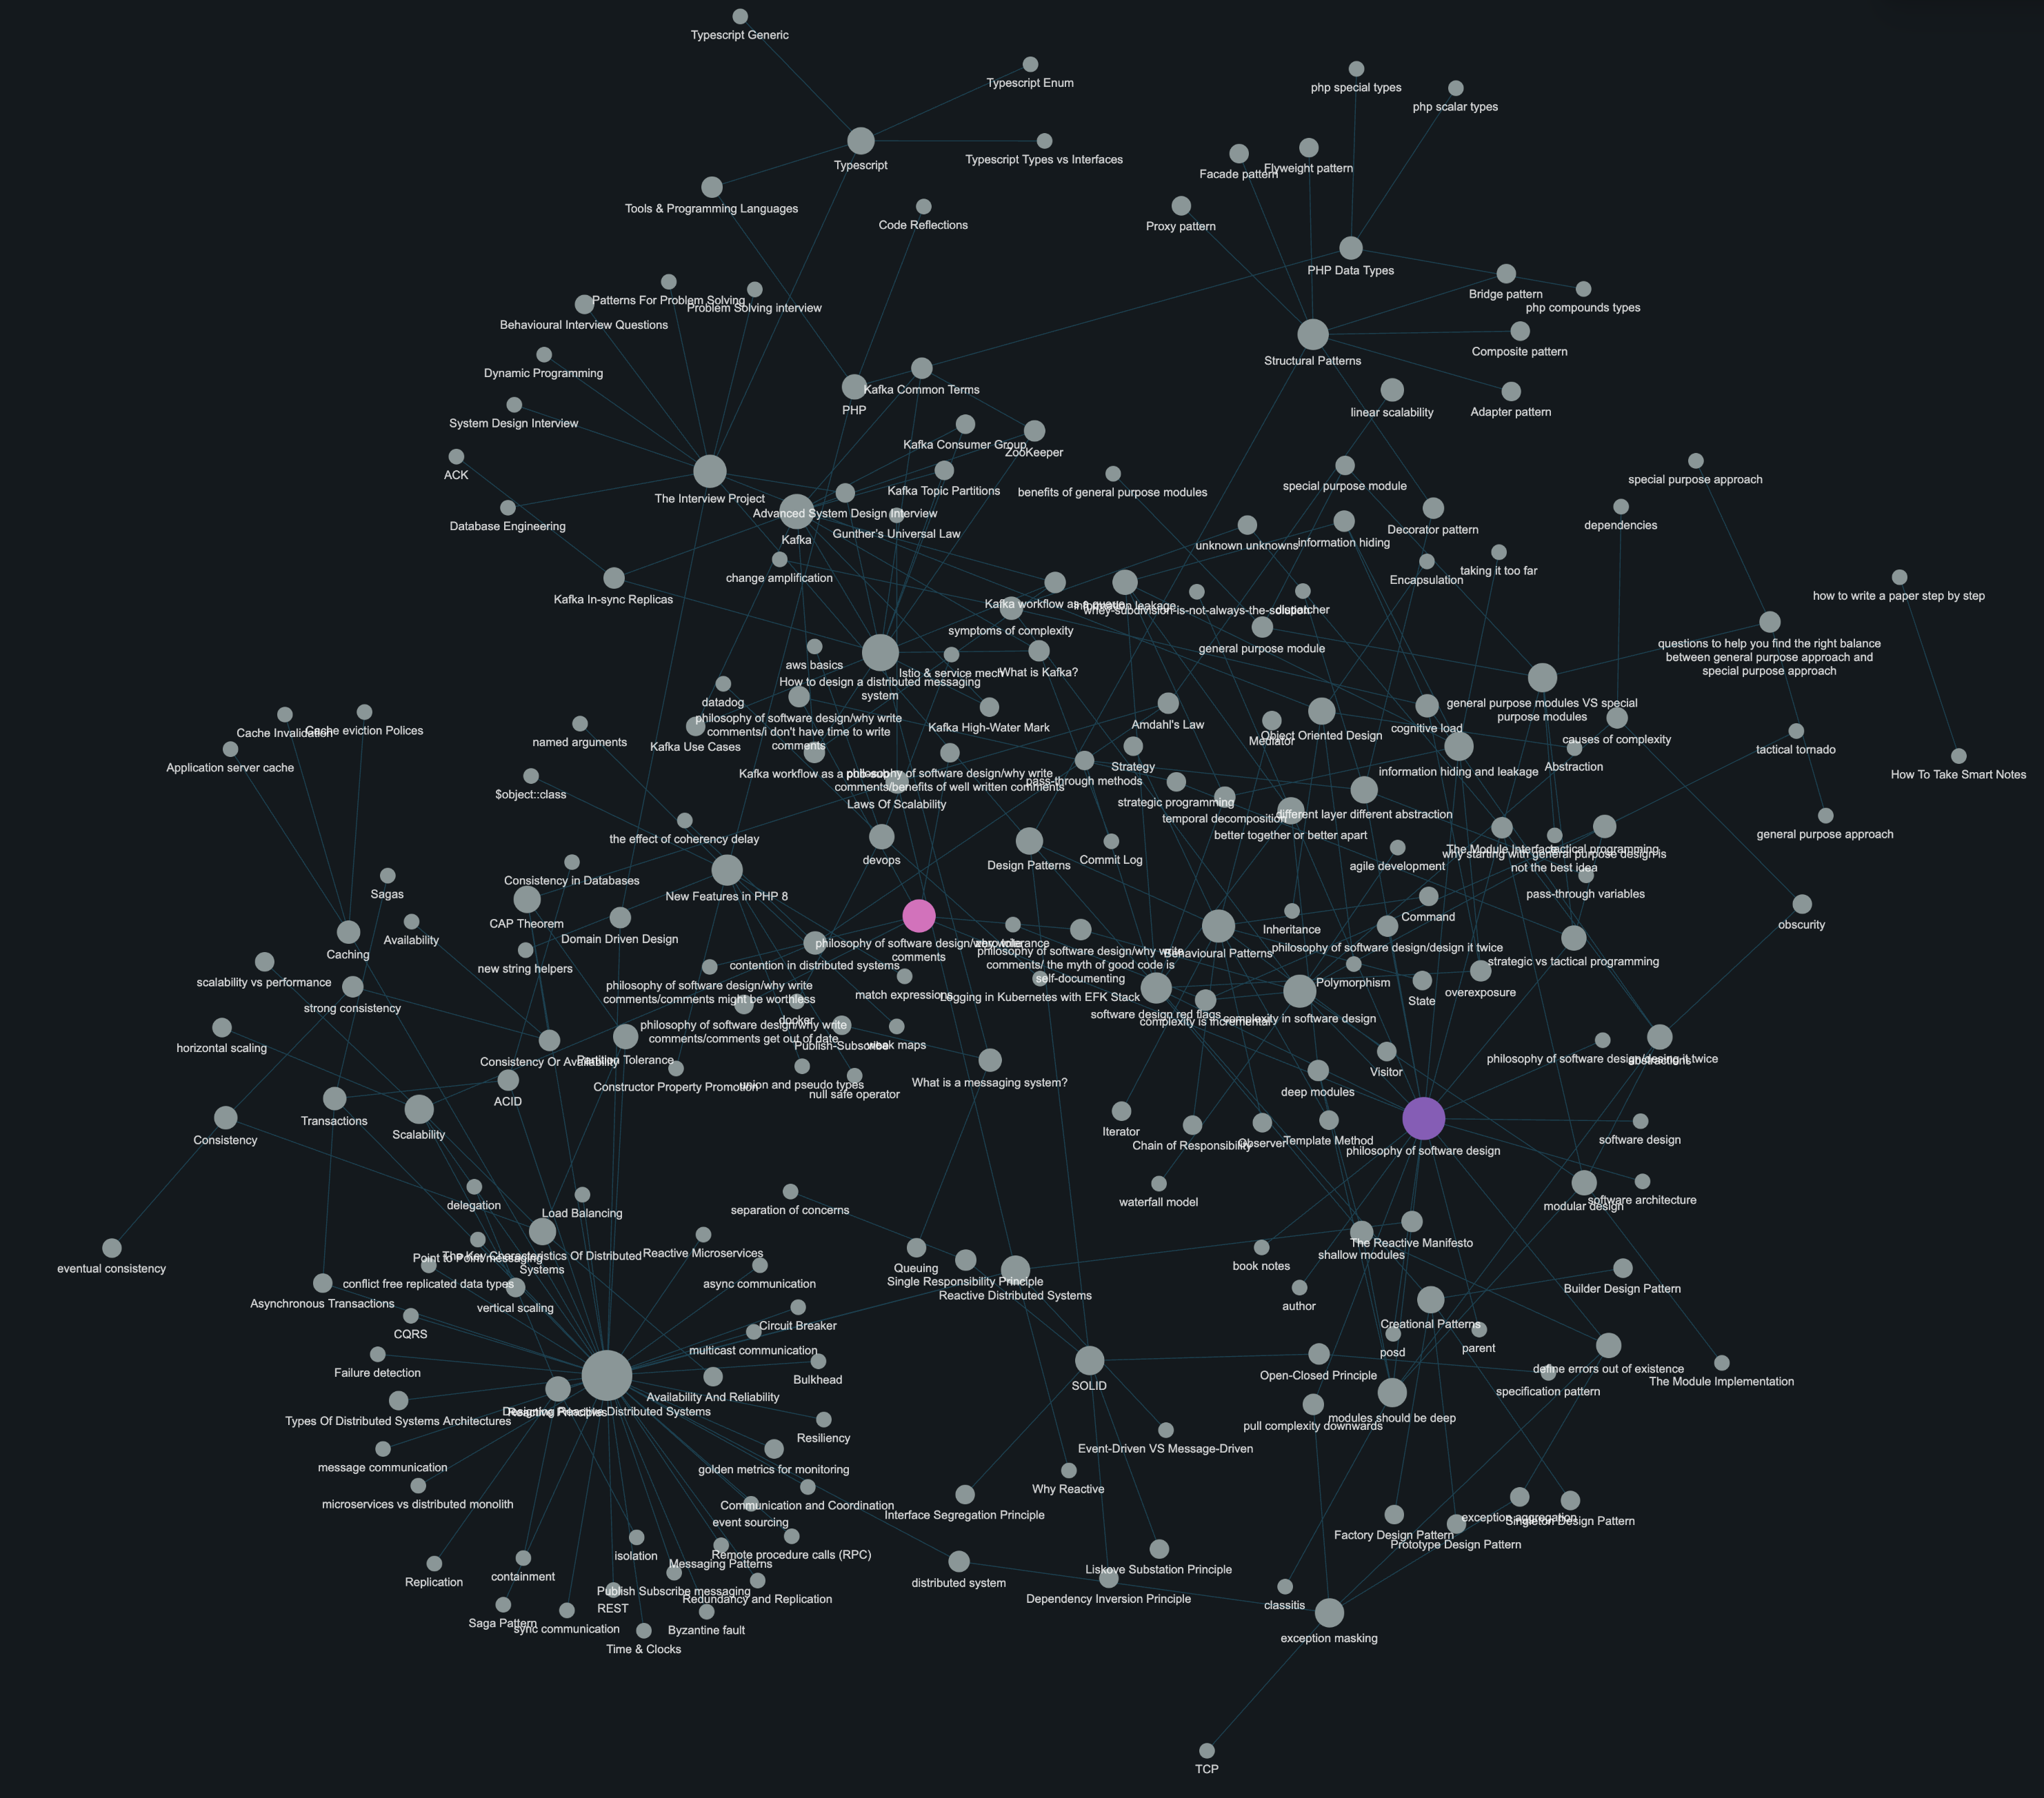 Typescript Generic
Typescript Enum
php special types
php scalar types
Typescript
Typescript Types vs Interfaces
Facade pattern
Flyweight pattern
Tools & Programming Languages
Code Reflections
Proxy pattern
PHP Data Types
Bridge pattern
php compounds types
Patterns For Problem Solving
Problem Solving interview
Behavioural Interview Questions
Structural Patterns
Composite pattern
Dynamic Programming
PHP
Kafka Common Terms
linear scalability
Adapter pattern
System Design Interview
Kafka Consumer Group
ZooKeeper
ACK
The Interview Project
Kafka Topic Partitions
benefits of general purpose modules
special purpose module
special purpose approach
Database Engineering
Advanced System Design Interview
Kafka
Gunther's Universal Law
unknown unknowns
information hiding
Decorator pattern
dependencies
change amplification
Encapsulation
taking it too far
Kafka In-sync Replicas
Kafka workflow as a queue
information leakage
whey-subdivision-is-not-always-the-solution
dispatcher
how to write a paper step by step
symptoms of complexity
general purpose module
questions to help you find the right balance
between general purpose approach and
special purpose approach
aws basics
How to design a distributed messaging
system
Istio & service mech
What is Kafka?
datadog
philosophy of software design/why write
comments/i don't have time to write
comments
Kafka High-Water Mark
Amdahl's Law
Mediator
Object Oriented Design
cognitive load
general purpose modules VS special
purpose modules
causes of complexity
Cache Invalidation
Cache eviction Polices
named arguments
Kafka Use Cases
Application server cache
Kafka workflow as a pub-sub
philosophy of software design/why write
comments/benefits of well written comments
Strategy
pass-through methods
information hiding and leakage
Abstraction
tactical tornado
How To Take Smart Notes
$object::class
Laws Of Scalability
strategic programming
temporal decomposition
different layer different abstraction
better together or better apart
general purpose approach
the effect of coherency delay
devops
Design Patterns
Commit Log
agile development
The Module Interface
tactical programming
why starting with general purpose design is
not the best idea
Consistency in Databases
Sagas
New Features in PHP 8
pass-through variables
CAP Theorem
Domain Driven Design
Command
obscurity
Availability
Caching
philosophy of software design/why write
comments
zero tolerance
philosophy of software design/why write
comments/ the myth of good code is
self-documenting
Behavioural Patterns
Inheritance
philosophy of software design/design it twice
strategic vs tactical programming
new string helpers
contention in distributed systems
scalability vs performance
philosophy of software design/why write
comments/comments might be worthless
match expressions
Logging in Kubernetes with EFK Stack
Polymorphism
State
overexposure
strong consistency
software design red flags
complexity is incremental
complexity in software design
horizontal scaling
docker
philosophy of software design/why write
comments/comments get out of date
Publish-Subscribe
weak maps
Consistency Or Availability
Partition Tolerance
philosophy of software design/desing it twice
abstractions
Constructor Property Promotion
union and pseudo types
null safe operator
What is a messaging system?
Visitor
deep modules
ACID
Transactions
Scalability
Consistency
Iterator
Chain of Responsibility
Observer
Template Method
philosophy of software design
software design
delegation
Load Balancing
separation of concerns
waterfall model
modular design
software architecture
eventual consistency
Point to Point messaging
The Key Characteristics Of Distributed
Systems
Reactive Microservices
Queuing
The Reactive Manifesto
shallow modules
book notes
conflict free replicated data types
async communication
Single Responsibility Principle
Reactive Distributed Systems
Asynchronous Transactions
vertical scaling
author
Builder Design Pattern
CQRS
Circuit Breaker
Creational Patterns
Failure detection
multicast communication
Bulkhead
SOLID
Open-Closed Principle
posd
parent
define errors out of existence
specification pattern
The Module Implementation
Types Of Distributed Systems Architectures
Reactive Principles
Designing Reactive Distributed Systems
Availability And Reliability
modules should be deep
pull complexity downwards
Resiliency
Event-Driven VS Message-Driven
message communication
golden metrics for monitoring
Why Reactive
microservices vs distributed monolith
Communication and Coordination
event sourcing
Interface Segregation Principle
Factory Design Pattern
exception aggregation
Singleton Design Pattern
Prototype Design Pattern
isolation
Messaging Patterns
Remote procedure calls (RPC)
Replication
containment
Publish Subscribe messaging
Redundancy and Replication
distributed system
Liskove Substation Principle
Dependency Inversion Principle
REST
Saga Pattern
sync communication
Byzantine fault
Time & Clocks
classitis
exception masking
TCP